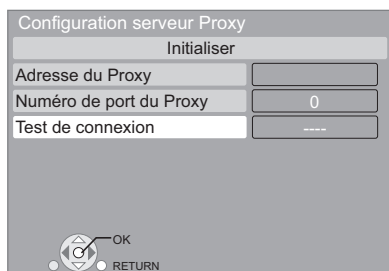 Configuration serveur Proxy
Initialiser
Adresse du Proxy
Numéro de port du Proxy 0
Test de connexion ----
OK
RETURN